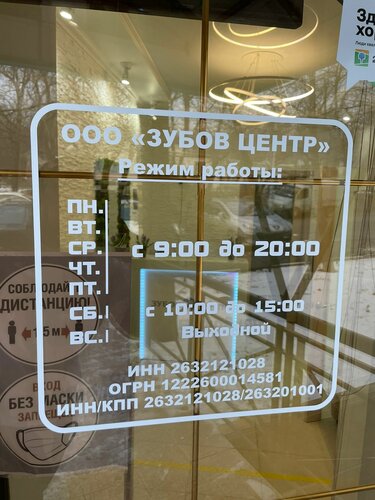 Зд
хор
ООО «ЗУБОВ ЦЕНТР»
Режим работы:
ПН.
ВТ.
СР. с 9:00 до 20:00
ЧТ.
ПТ.
СБ. с 10:00 до 15:00
ВС. Выходной
ИНН 2632121028
ОГРН 1222600014581
ИНН/КПП 2632121028/263201001
СОБЛЮДАЙ
ДИСТАНЦИЮ!
1,5 м
ВХОД
БЕЗ МАСКИ